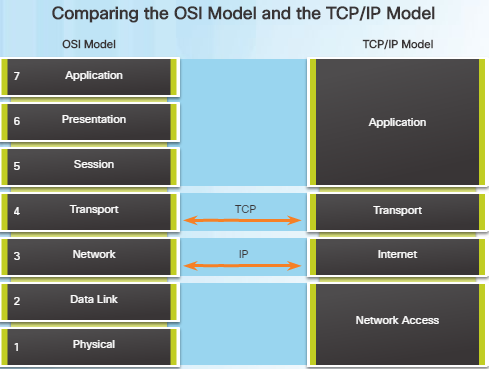 Comparing the OSI Model and the TCP/IP Model
OSI Model
TCP/IP Model
7 Application
6 Presentation
5 Session
Application
4 Transport
TCP
Transport
3 Network
IP
Internet
2 Data Link
1 Physical
Network Access